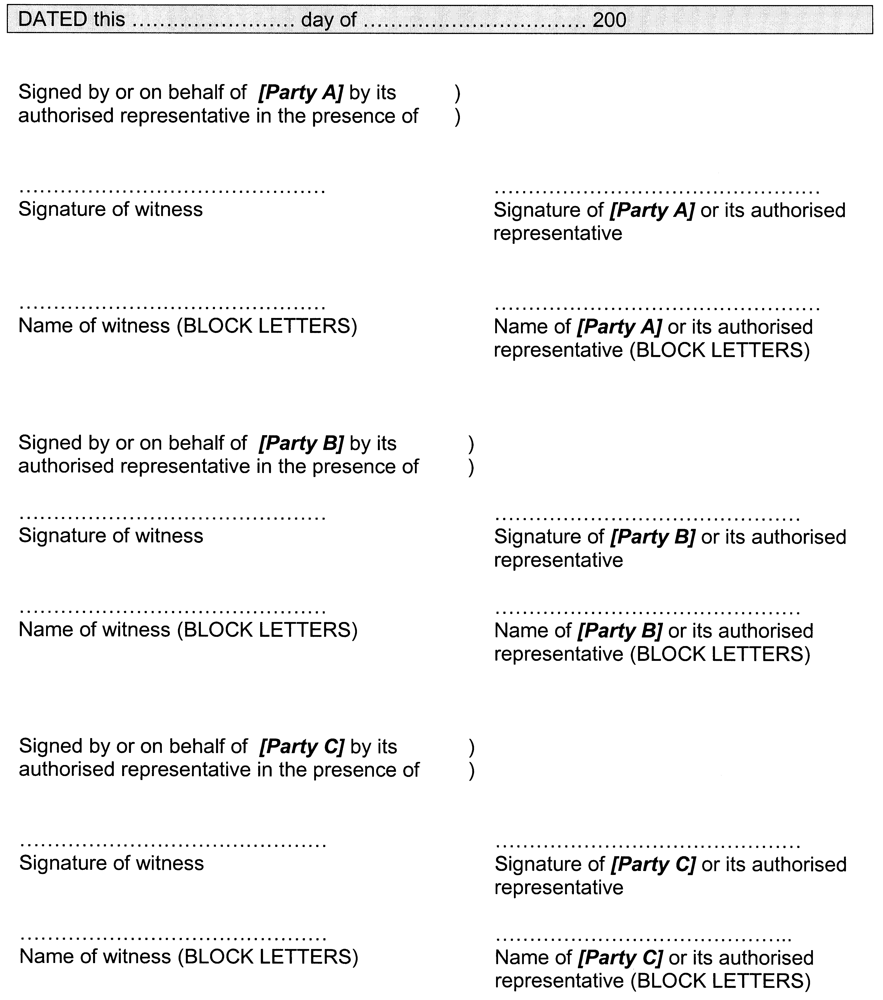 DATED this ........................ day of ................................. 200
Signed by or on behalf of [Party A] by its )
authorised representative in the presence of )
............................................. ................................................
Signature of witness Signature of [Party A] or its authorised
representative
............................................. ................................................
Name of witness (BLOCK LETTERS) Name of [Party A] or its authorised
representative (BLOCK LETTERS)
Signed by or on behalf of [Party B] by its )
authorised representative in the presence of )
............................................. .............................................
Signature of witness Signature of [Party B] or its authorised
representative
............................................. .............................................
Name of witness (BLOCK LETTERS) Name of [Party B] or its authorised
representative (BLOCK LETTERS)
Signed by or on behalf of [Party C] by its )
authorised representative in the presence of )
............................................. .............................................
Signature of witness Signature of [Party C] or its authorised
representative
............................................. ............................................
Name of witness (BLOCK LETTERS) Name of [Party C] or its authorised
representative (BLOCK LETTERS)